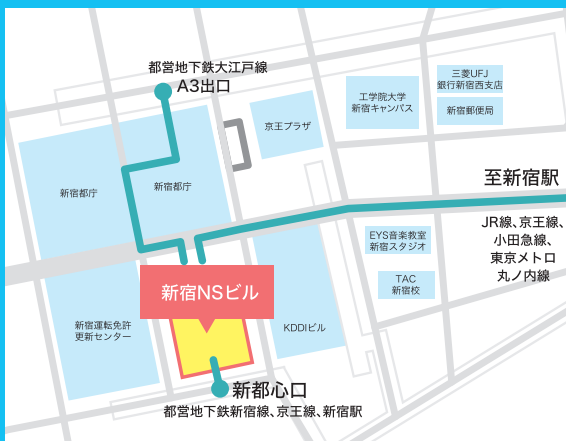 都営地下鉄大江戸線
A3出口
三菱UFJ
銀行新宿西支店
工学院大学
新宿キャンパス
新宿郵便局
京王プラザ
新宿都庁
新宿都庁
至新宿駅
JR線、京王線、
小田急線、
東京メトロ
丸ノ内線
EYS音楽教室
新宿スタジオ
TAC
新宿校
新宿NSビル
新宿運転免許
更新センター
KDDIビル
新都心口
都営地下鉄新宿線、京王線、新宿駅